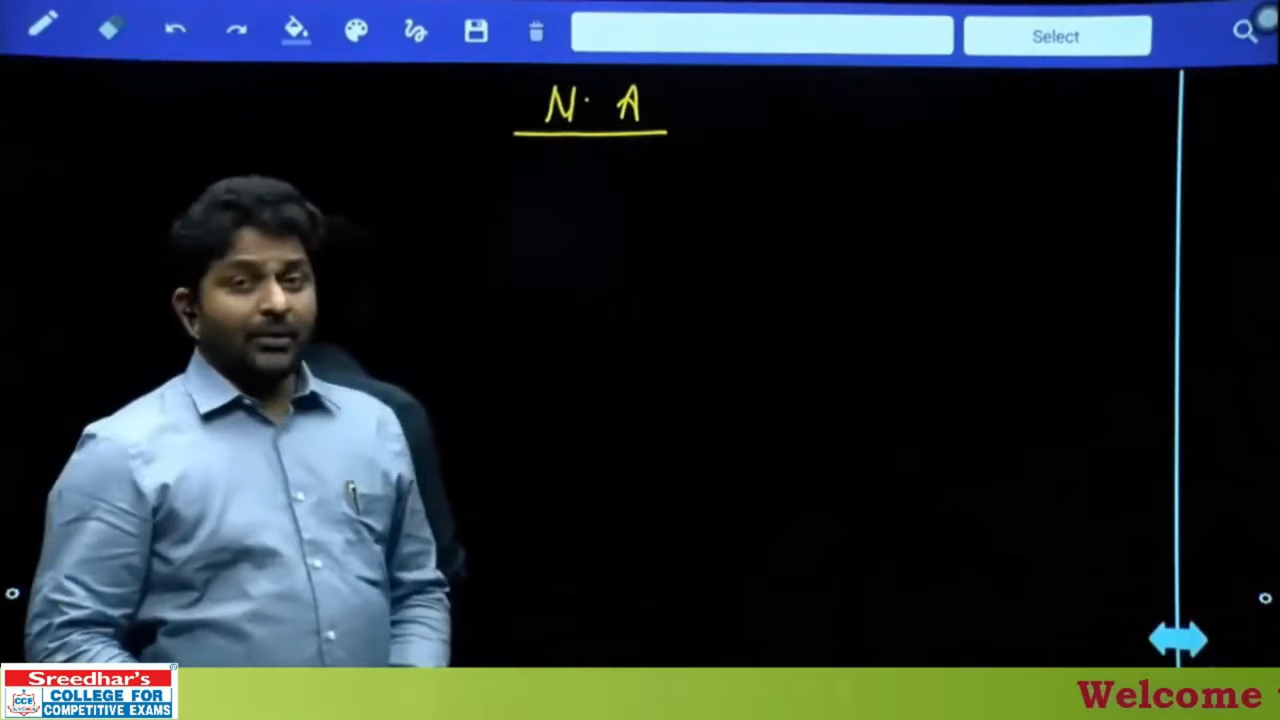 Select
N. A
Sreedhar's
CCE
COLLEGE FOR
COMPETITIVE EXAMS
Welcome